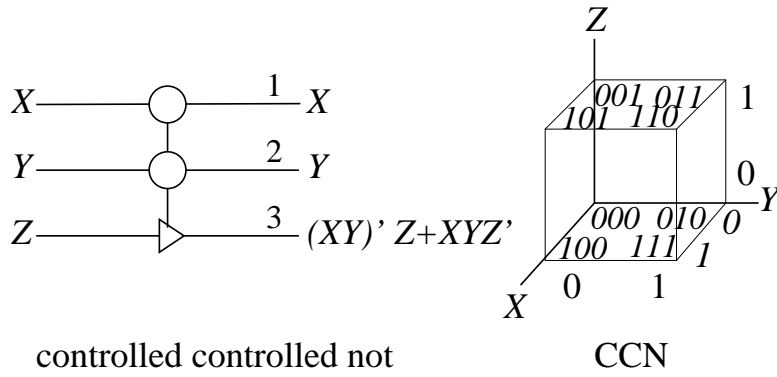 Z
1
X X
001 011
1
101 110
2
Y Y
0
Y
3
Z (XY)’ Z+XYZ’
000 010 0
100 111 1
0 1
X
controlled controlled not CCN